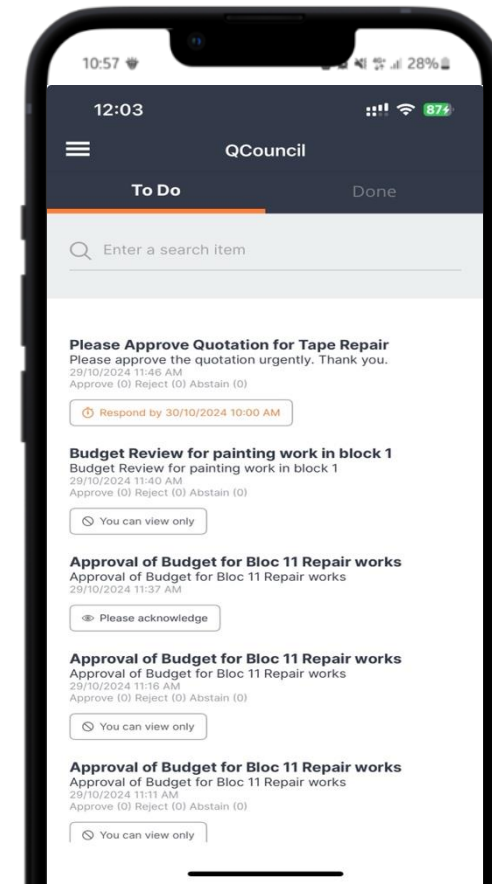 10:57
28%
12:03
87
QCouncil
To Do
Done
Enter a search item
Please Approve Quotation for Tape Repair
Please approve the quotation urgently. Thank you.
29/10/2024 11:46 AM
Approve (0) Reject (0) Abstain (0)
Respond by 30/10/2024 10:00 AM
Budget Review for painting work in block 1
Budget Review for painting work in block 1
29/10/2024 11:40 AM
Approve (0) Reject (0) Abstain (0)
You can view only
Approval of Budget for Bloc 11 Repair works
Approval of Budget for Bloc 11 Repair works
29/10/2024 11:37 AM
Please acknowledge
Approval of Budget for Bloc 11 Repair works
Approval of Budget for Bloc 11 Repair works
29/10/2024 11:16 AM
Approve (0) Reject (0) Abstain (0)
You can view only
Approval of Budget for Bloc 11 Repair works
Approval of Budget for Bloc 11 Repair works
29/10/2024 11:11 AM
Approve (0) Reject (0) Abstain (0)
You can view only